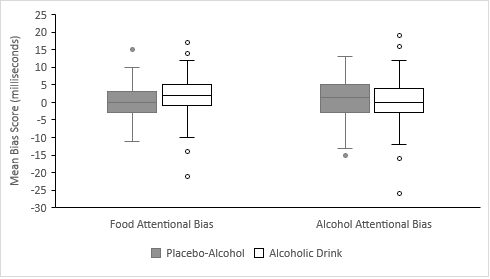 Mean Bias Score (milliseconds)
25
20
15
10
5
0
-5
-10
-15
-20
-25
-30
Food Attentional Bias
Alcohol Attentional Bias
Placebo-Alcohol
Alcoholic Drink